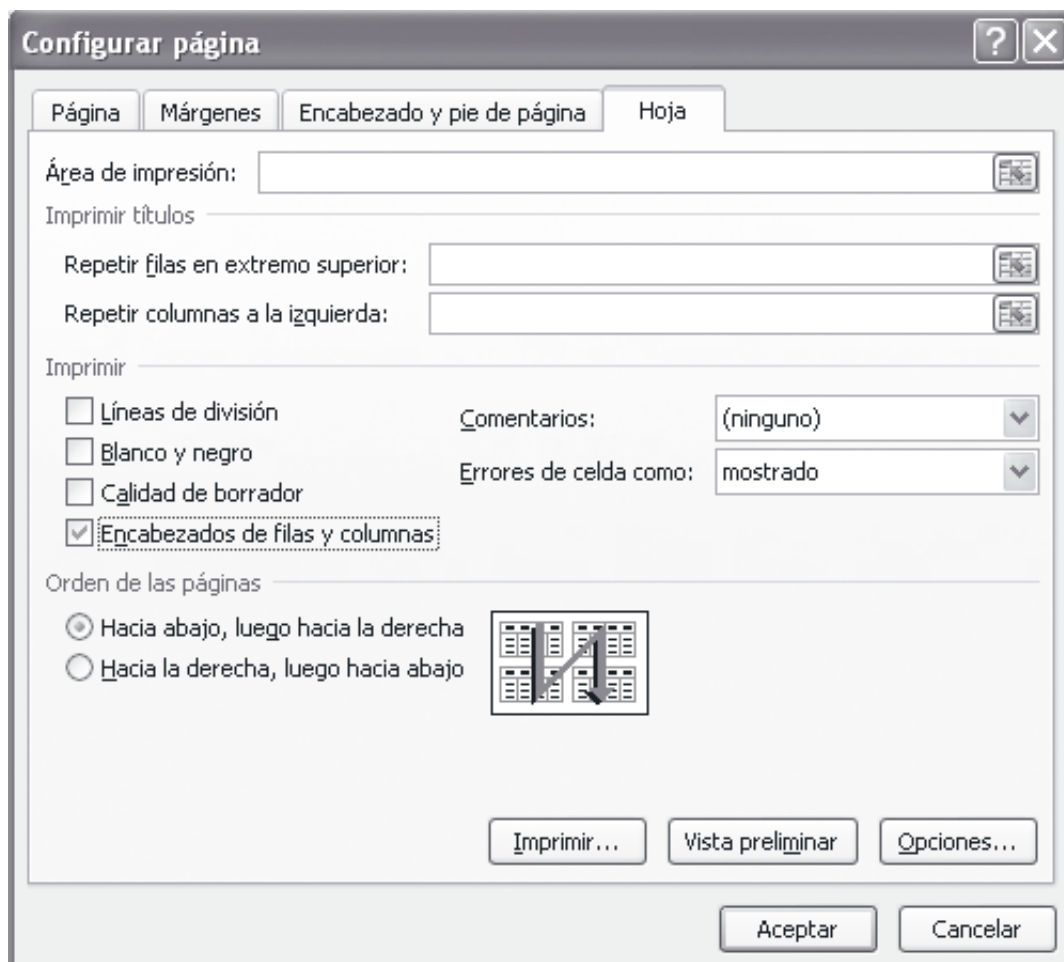 Configurar página
Página Márgenes Encabezado y pie de página Hoja
Área de impresión:
Imprimir títulos
Repetir filas en extremo superior:
Repetir columnas a la izquierda:
Imprimir
Líneas de división
Blanco y negro
Calidad de borrador
Encabezados de filas y columnas
Comentarios: (ninguno)
Errores de celda como: mostrado
Orden de las páginas
Hacia abajo, luego hacia la derecha
Hacia la derecha, luego hacia abajo
Imprimir... Vista preliminar Opciones...
Aceptar Cancelar